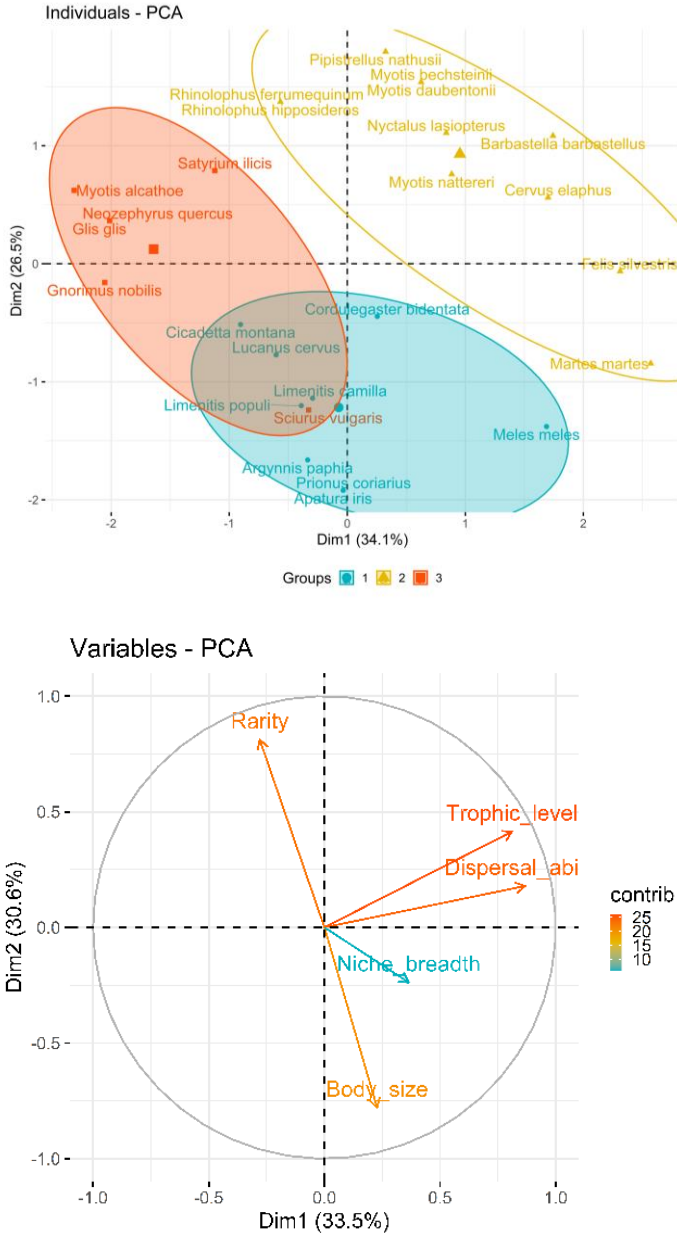 Individuals - PCA
Pipistrellus nathusii
Myotis bechsteinii
Myotis daubentonii
Rhinolophus ferrumequinum
Rhinolophus hipposideros
Nyctalus lasiopterus
Barbastella barbastellus
Satyrium ilicis
Myotis nattereri
Myotis alcathoe
Cervus elaphus
Neozephyrus quercus
Glis glis
Felis silvestris
Gnorimus nobilis
Cordulegaster bidentata
Cicadetta montana
Lucanus cervus
Martes martes
Limenitis camilla
Limenitis populi
Sciurus vulgaris
Meles meles
Argynnis paphia
Prionus coriarius
Apatura iris
1
0
-1
-2
Dim2 (26.5%)
-2 -1 0 1 2
Dim1 (34.1%)
Groups 1 2 3
Variables - PCA
1.0
0.5
0.0
-0.5
-1.0
Dim2 (30.6%)
Rarity
Trophic_level
Dispersal_abi
Niche_breadth
Body_size
contrib
25
20
15
10
-1.0 -0.5 0.0 0.5 1.0
Dim1 (33.5%)